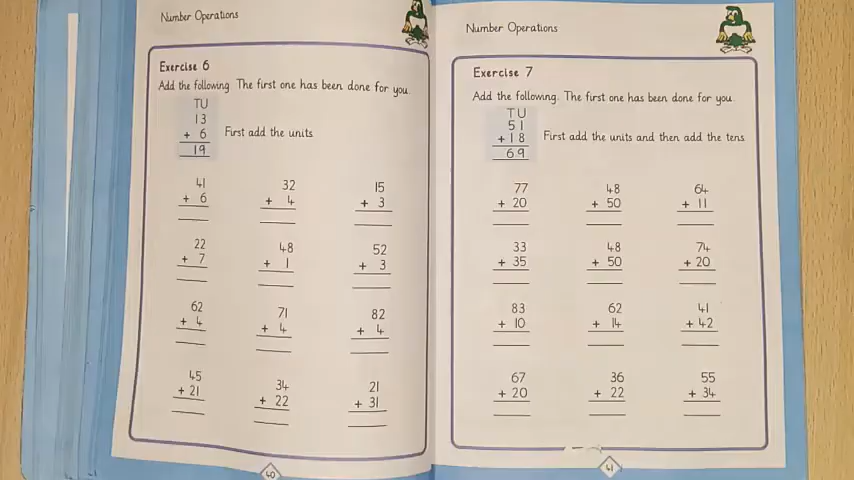 Number Operations
Exercise 6
Add the following. The first one has been done for you.
TU
13
+ 6
19
First add the units
41 32 15
+ 6 + 4 + 3
22 48 52
+ 7 + 1 + 3
62 71 82
+ 4 + 4 + 4
45 34 21
+ 21 + 22 + 31
40
Number Operations
Exercise 7
Add the following. The first one has been done for you.
TU
51
+ 18
69
First add the units and then add the tens.
77 48 64
+ 20 + 50 + 11
33 48 74
+ 35 + 50 + 20
83 62 41
+ 10 + 14 + 42
67 36 55
+ 20 + 22 + 34
41